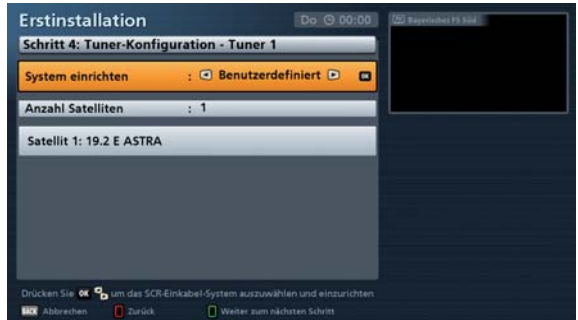 Erstinstallation
Do 00:00
Bayerisches FS Süd
Schritt 4: Tuner-Konfiguration - Tuner 1
System einrichten : Benutzerdefiniert OK
Anzahl Satelliten : 1
Satellit 1: 19.2 E ASTRA
Drücken Sie OK um das SCR-Einkabel-System auszuwählen und einzurichten
BACK Abbrechen Zurück Weiter zum nächsten Schritt